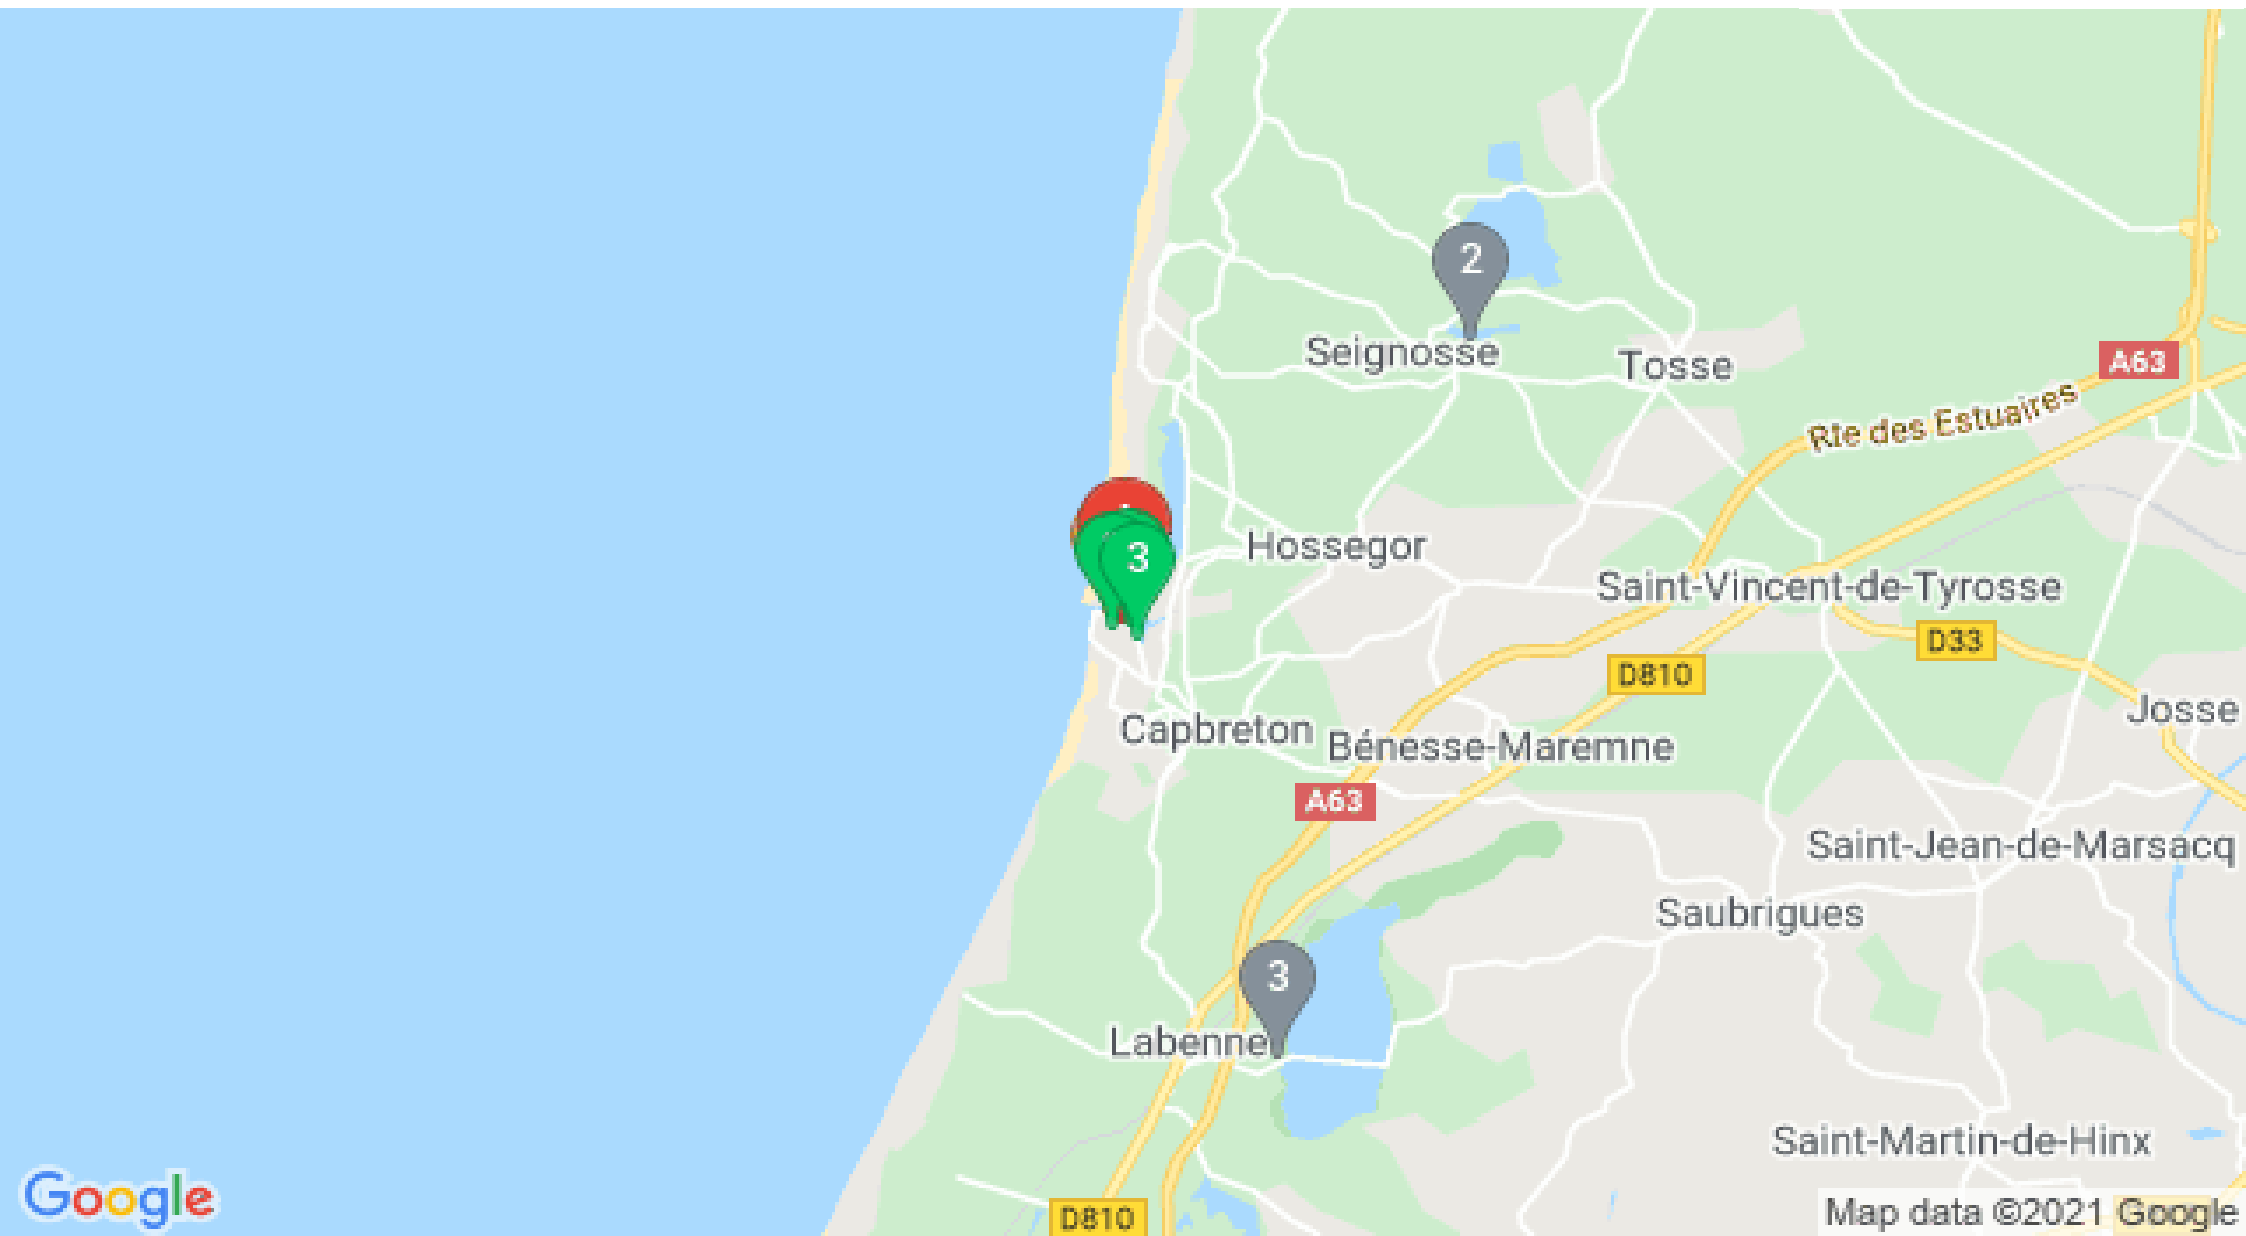 2
Seignosse
Tosse
A63
Rte des Estuaires
3
Hossegor
Saint-Vincent-de-Tyrosse
D33
D810
Josse
Capbreton
Bénesse-Maremne
A63
Saint-Jean-de-Marsacq
Saubrigues
3
Labenne
Saint-Martin-de-Hinx
Google
D810
Map data ©2021 Google